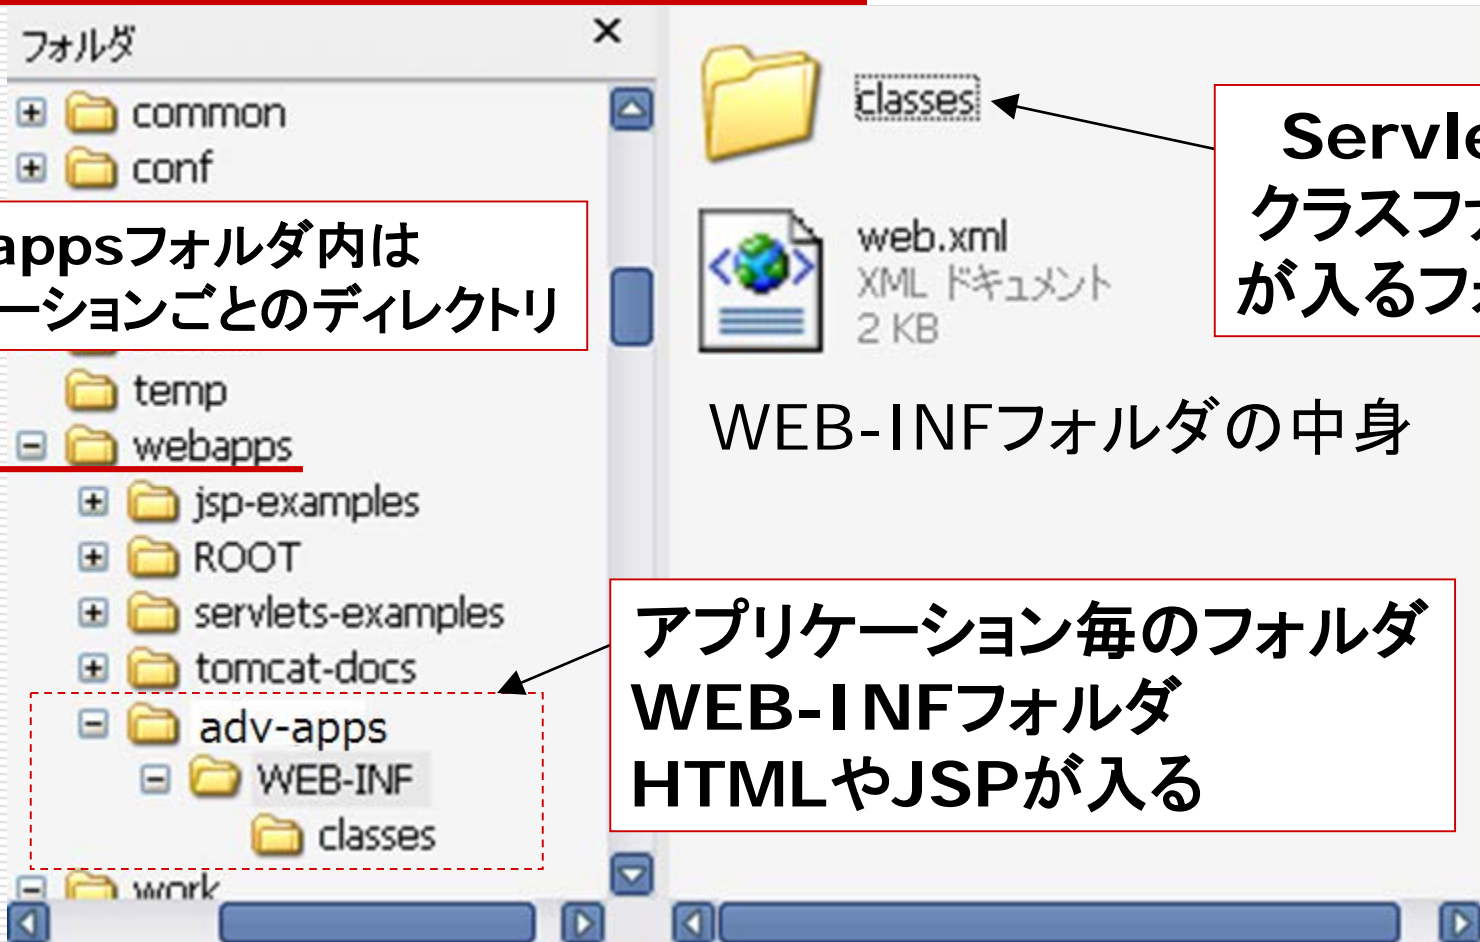 フォルダ
common
conf
appsフォルダ内は
ーションごとのディレクトリ
temp
webapps
jsp-examples
ROOT
servlets-examples
tomcat-docs
adv-apps
WEB-INF
classes
work
classes
web.xml
XML ドキュメント
2 KB
Servle
クラスフ
が入るフォ
WEB-INFフォルダの中身
アプリケーション毎のフォルダ
WEB-INFフォルダ
HTMLやJSPが入る